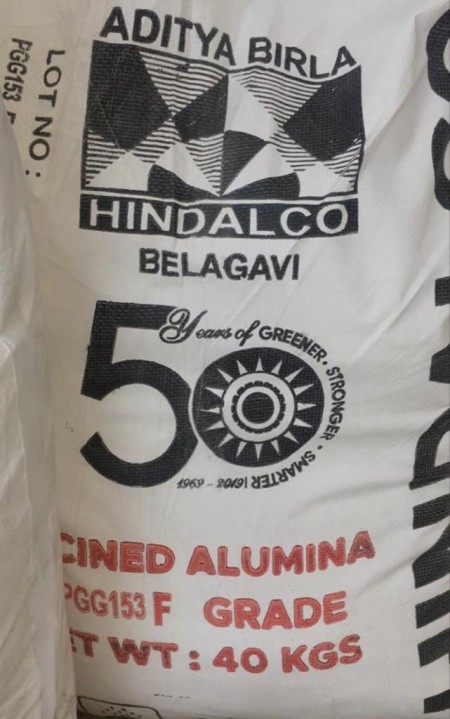 LOT NO :
PGG153 F
ADITYA BIRLA
HINDALCO
BELAGAVI
50 Years of GREENER · STRONGER · SMARTER
1969 - 2019
CINED ALUMINA
PGG153 F GRADE
ET WT : 40 KGS